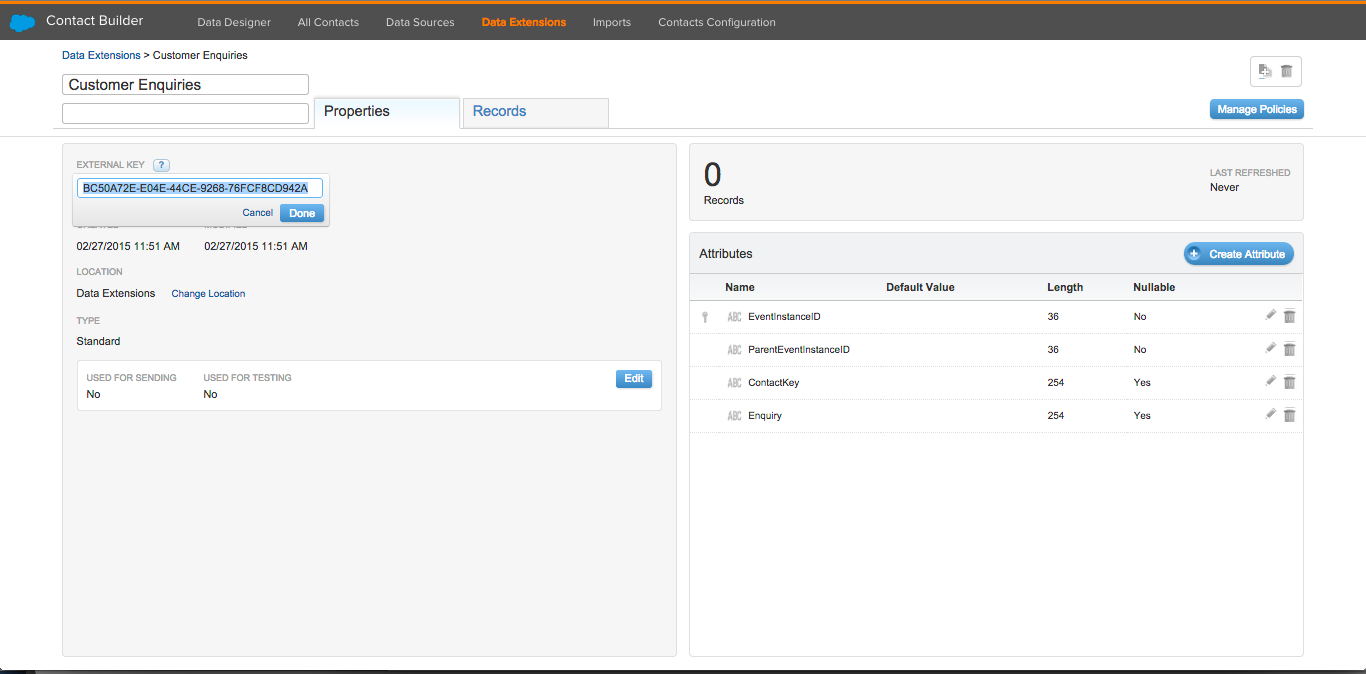 Contact Builder Data Designer All Contacts Data Sources Data Extensions Imports Contacts Configuration
Data Extensions > Customer Enquiries
Customer Enquiries
Properties Records
Manage Policies
EXTERNAL KEY ?
BC50A72E-E04E-44CE-9268-76FCF8CD942A
Cancel Done
02/27/2015 11:51 AM 02/27/2015 11:51 AM
LOCATION
Data Extensions Change Location
TYPE
Standard
USED FOR SENDING USED FOR TESTING
No No
Edit
0
Records
LAST REFRESHED
Never
Attributes
Create Attribute
Name Default Value Length Nullable
ABC EventInstanceID 36 No
ABC ParentEventInstanceID 36 No
ABC ContactKey 254 Yes
ABC Enquiry 254 Yes